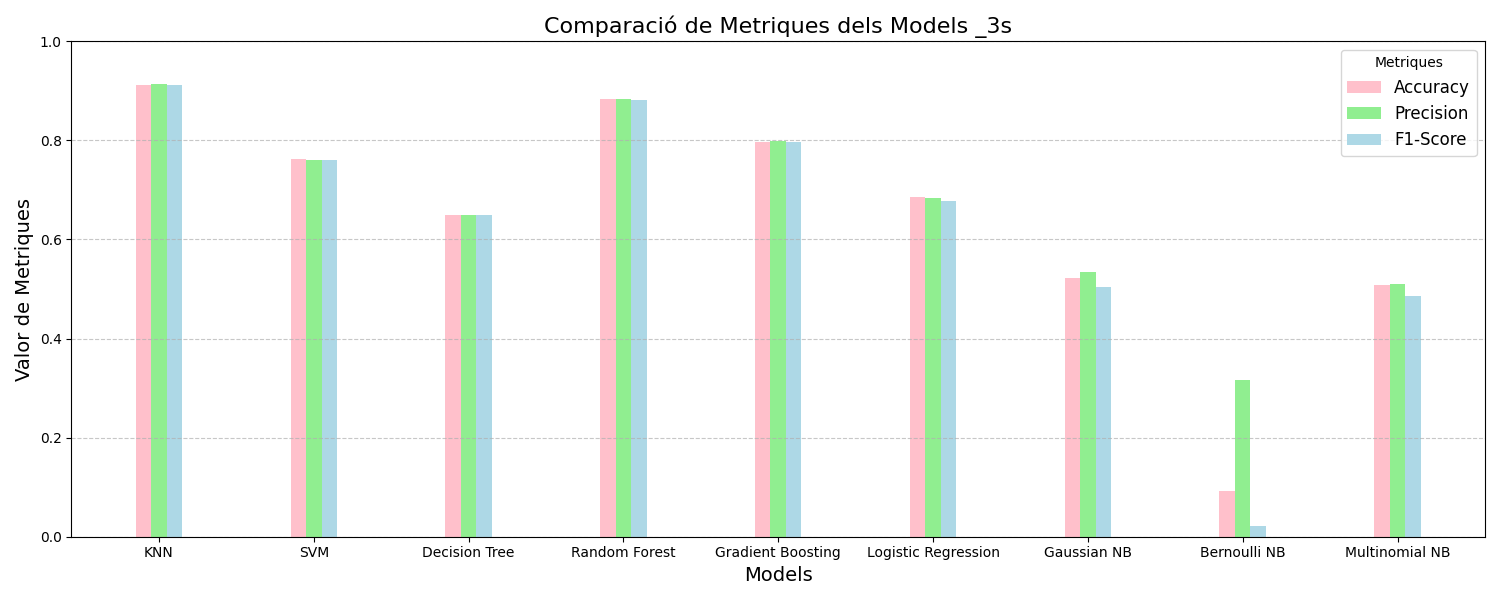 Comparació de Metriques dels Models _3s
Metriques
Accuracy
Precision
F1-Score
Valor de Metriques
1.0
0.8
0.6
0.4
0.2
0.0
KNN
SVM
Decision Tree
Random Forest
Gradient Boosting
Logistic Regression
Gaussian NB
Bernoulli NB
Multinomial NB
Models